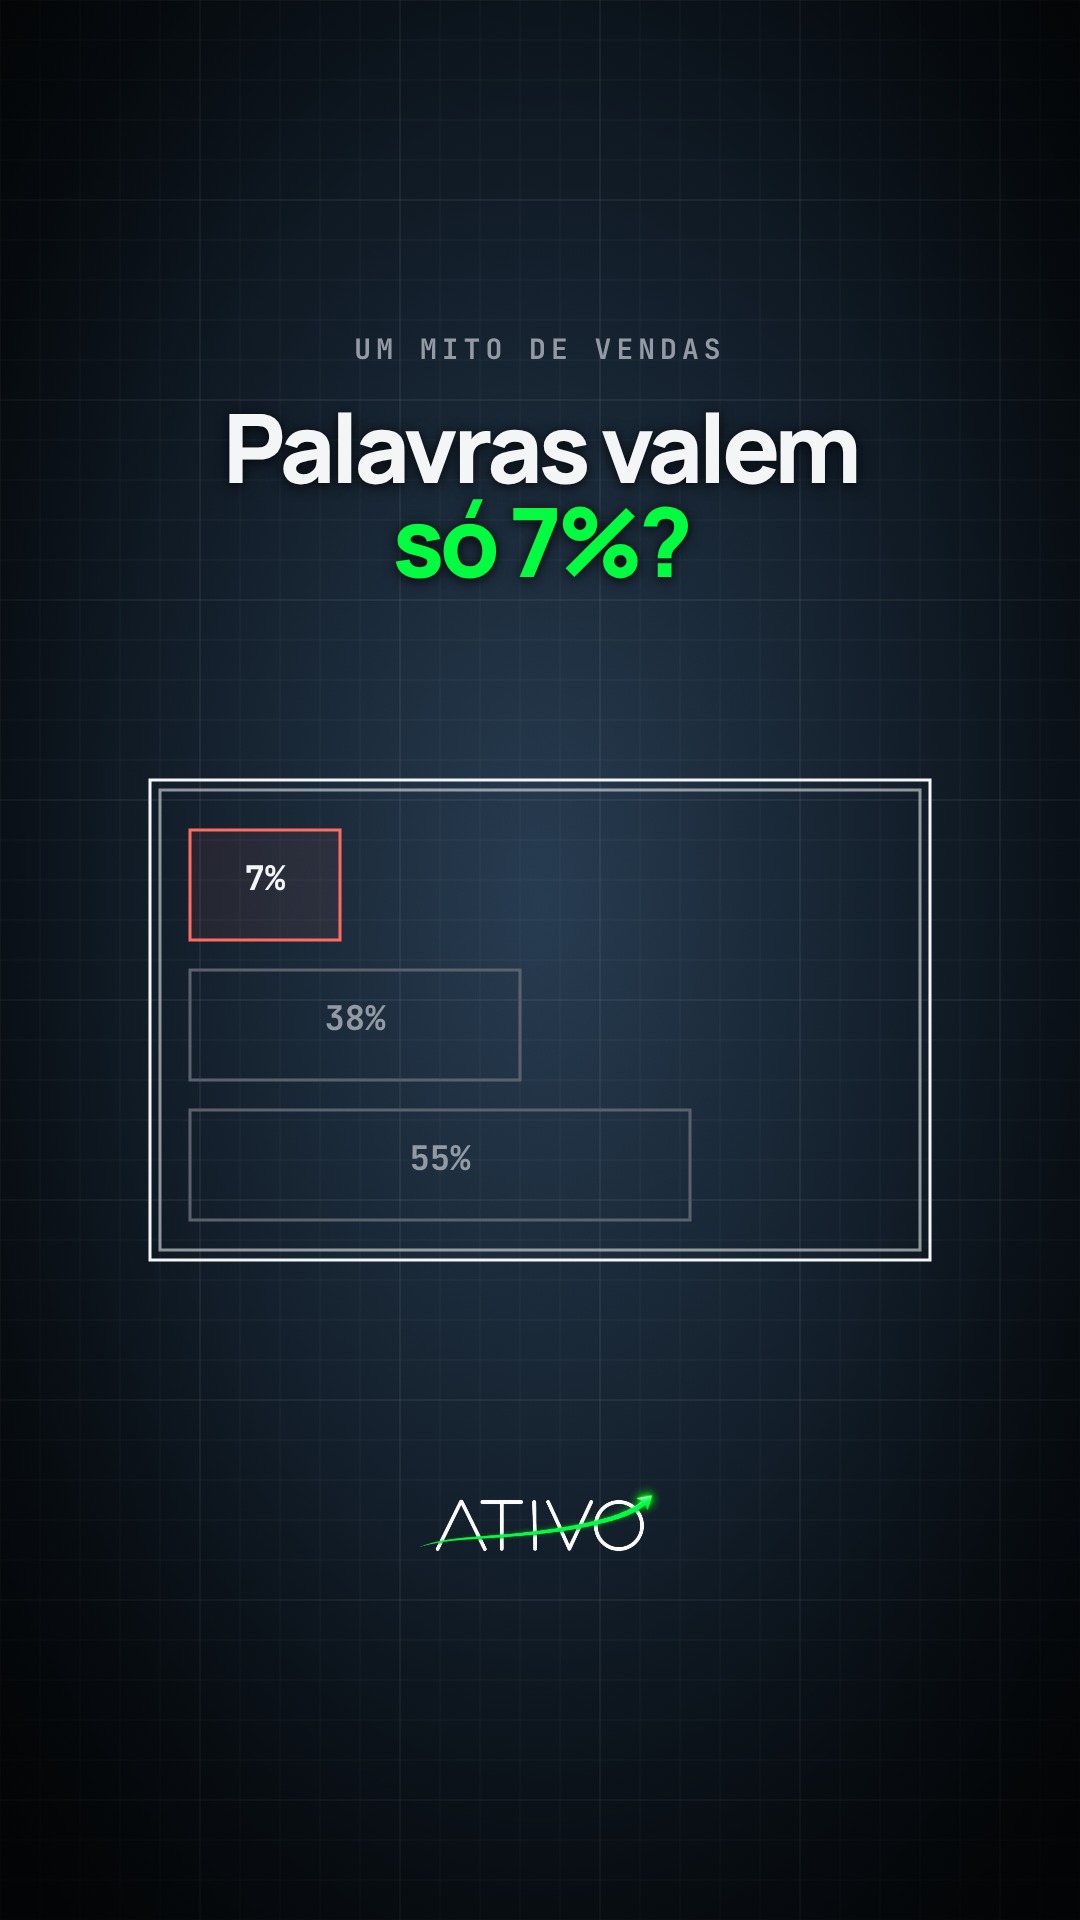 UM MITO DE VENDAS
Palavras valem
só 7%?
7%
38%
55%
ATIVO